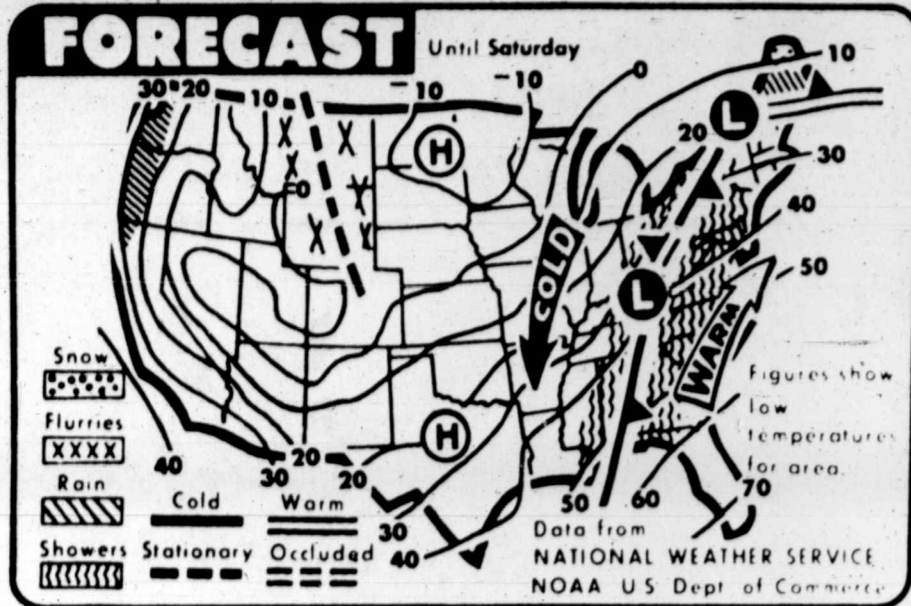 FORECAST
Until Saturday
30 20 10 -10 -10 0 10
H
L
20
30
=0
40
COLD
50
L
WARM
Snow
Figures show
low
temperatures
for area.
Flurries
XXXX
H
Rain
40 30 20 20 50 60 70
Cold Warm
30
40
Data from
Showers Stationary Occluded
NATIONAL WEATHER SERVICE
NOAA US Dept of Commerce